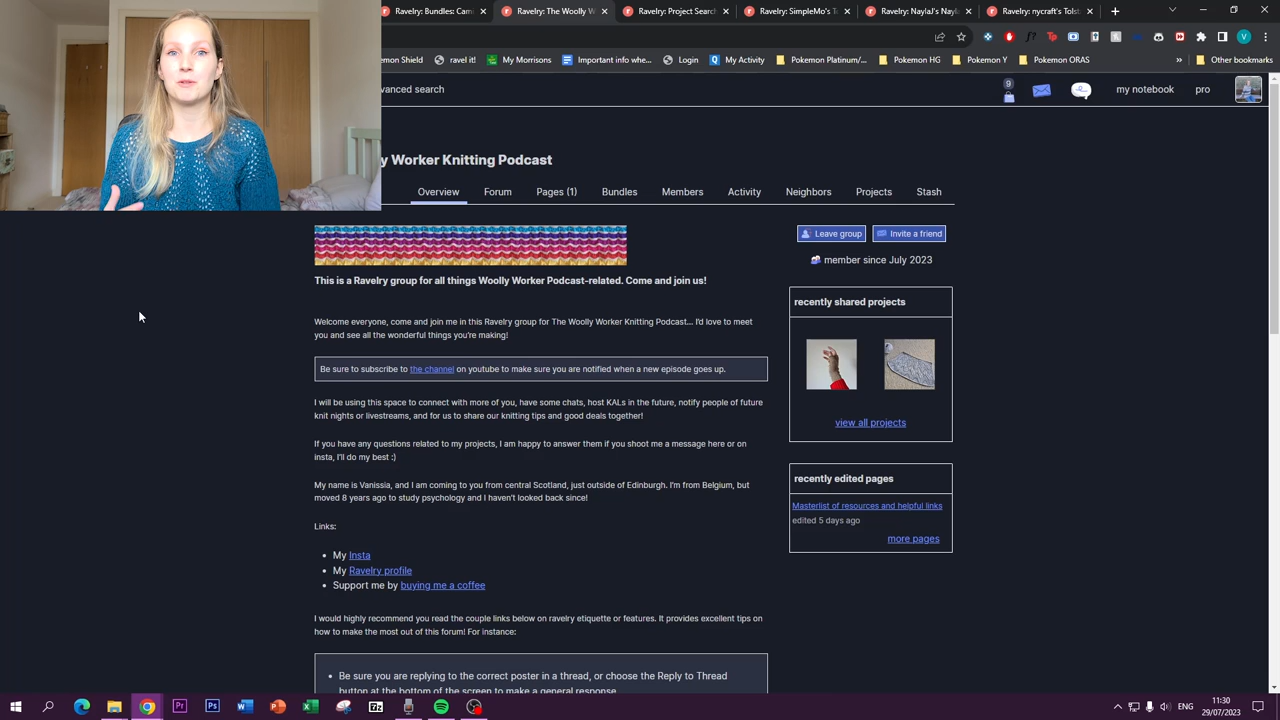 Ravelry: Bundles Kam
Ravelry: The Woolly W
Ravelry: Project Search
Ravelry: SimpleMo's T
Ravelry: NaylaJ's Nayl
Ravelry: nycraft's Tols
kemon Shield
ravel it!
My Morrisons
Important info whe...
Login
My Activity
Pokemon Platinum/...
Pokemon HG
Pokemon Y
Pokemon ORAS
Other bookmarks
vanced search
9
my notebook
pro
y Worker Knitting Podcast
Overview
Forum
Pages (1)
Bundles
Members
Activity
Neighbors
Projects
Stash
Leave group
Invite a friend
member since July 2023
This is a Ravelry group for all things Woolly Worker Podcast-related. Come and join us!
Welcome everyone, come and join me in this Ravelry group for The Woolly Worker Knitting Podcast... I'd love to meet
you and see all the wonderful things you're making!
Be sure to subscribe to the channel on youtube to make sure you are notified when a new episode goes up.
I will be using this space to connect with more of you, have some chats, host KALs in the future, notify people of future
knit nights or livestreams, and for us to share our knitting tips and good deals together!
If you have any questions related to my projects, I am happy to answer them if you shoot me a message here or on
insta, I'll do my best :)
My name is Vanissia, and I am coming to you from central Scotland, just outside of Edinburgh. I'm from Belgium, but
moved 8 years ago to study psychology and I haven't looked back since!
Links:
My Insta
My Ravelry profile
Support me by buying me a coffee
I would highly recommend you read the couple links below on ravelry etiquette or features. It provides excellent tips on
how to make the most out of this forum! For instance:
Be sure you are replying to the correct poster in a thread, or choose the Reply to Thread
button at the bottom of the screen to make a general response.
recently shared projects
view all projects
recently edited pages
Masterlist of resources and helpful links
edited 5 days ago
more pages
11:30
29/07/2023